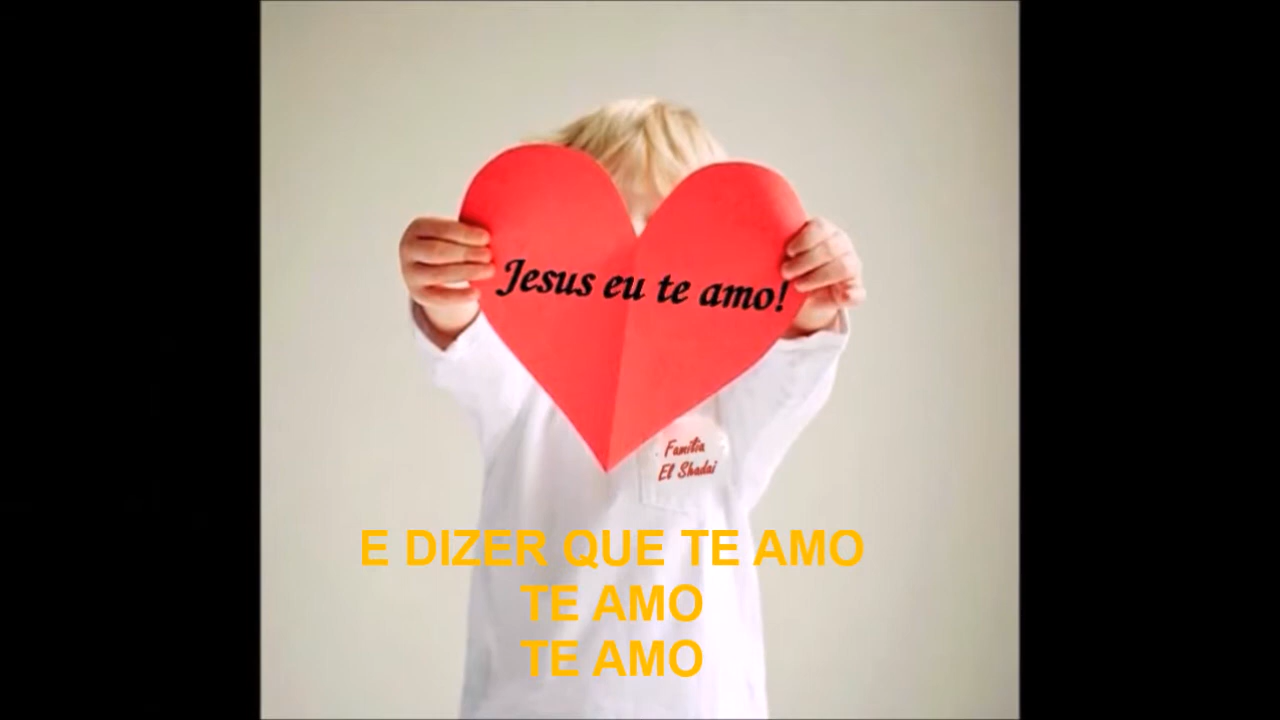 Jesus eu te amo!
Família
El Shadai
E DIZER QUE TE AMO
TE AMO
TE AMO